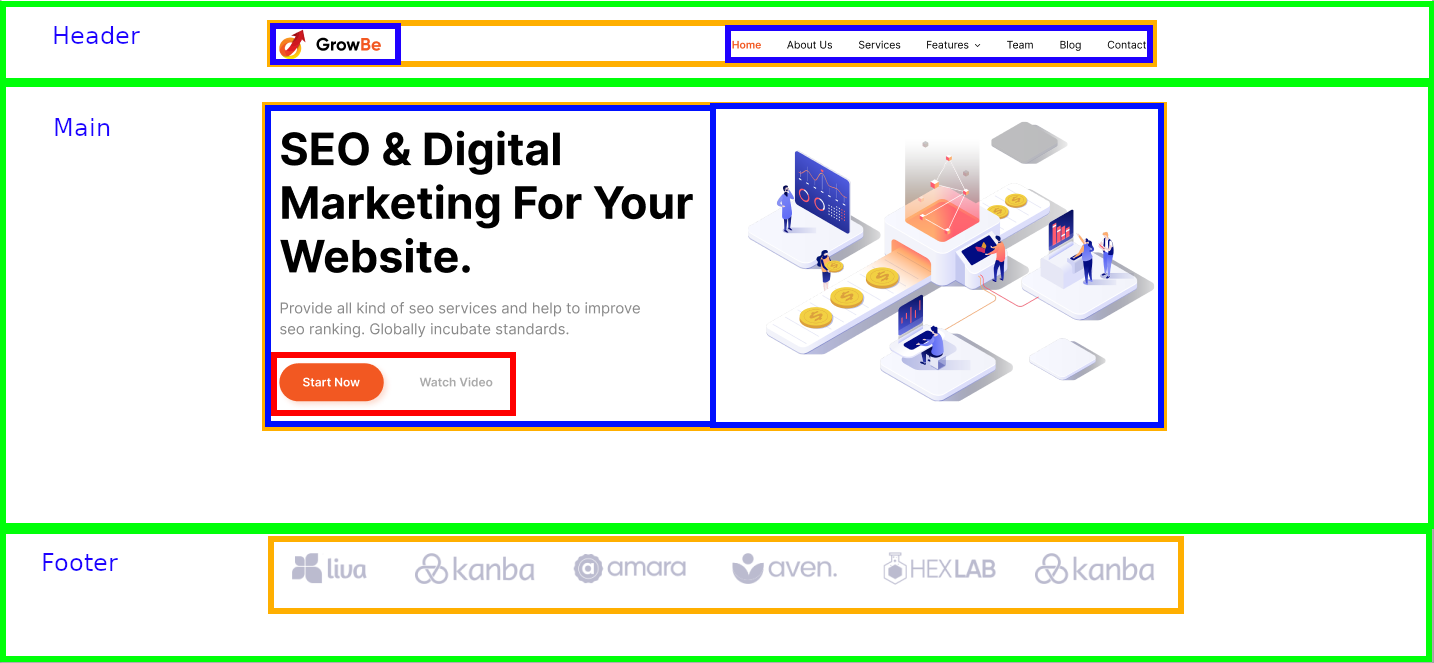 Header
GrowBe
Home About Us Services Features Team Blog Contact
Main
SEO & Digital
Marketing For Your
Website.
Provide all kind of seo services and help to improve
seo ranking. Globally incubate standards.
Start Now Watch Video
Footer
liva kanba amara aven. HEXLAB kanba